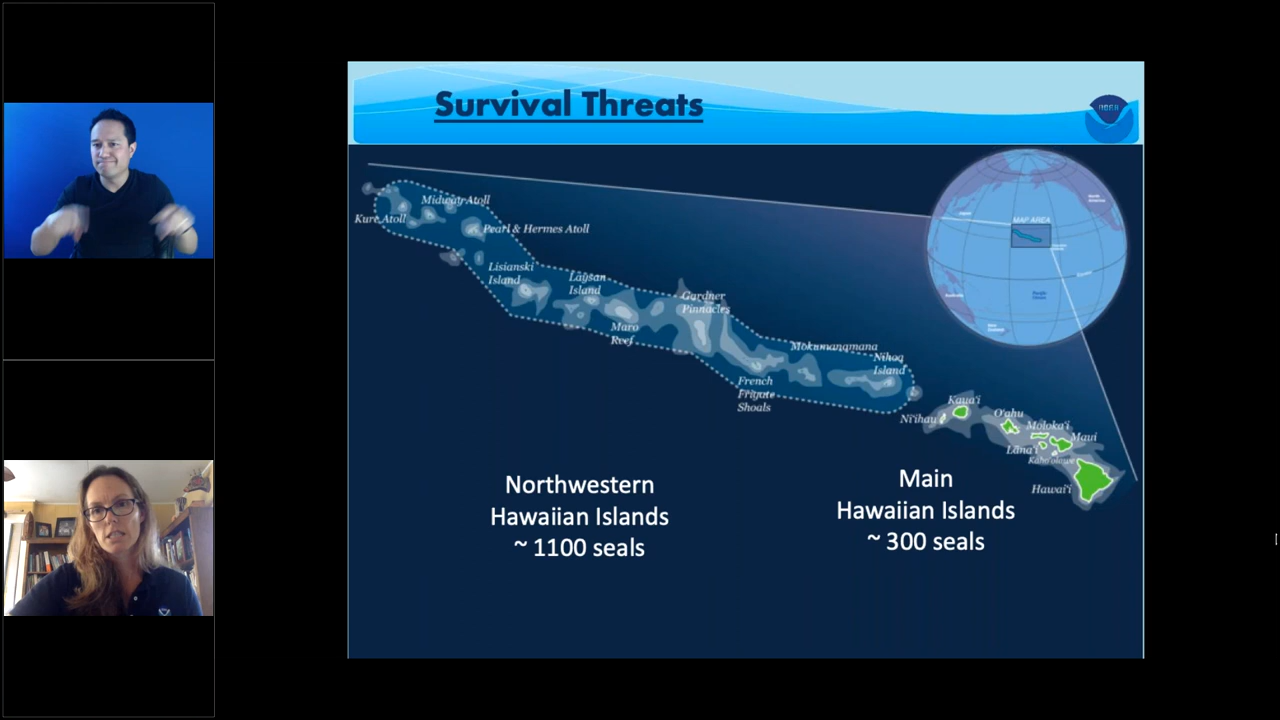 Survival Threats
Kure Atoll
Midway Atoll
Pearl & Hermes Atoll
Lisianski
Island
Laysan
Island
Maro
Reef
Gardner
Pinnacles
French
Frigate
Shoals
Mokumanamana
Nihoa
Island
MAP AREA
Ni'ihau
Kaua'i
O'ahu
Moloka'i
Maui
Lāna'i
Kaho'olawe
Hawai'i
Northwestern
Hawaiian Islands
~ 1100 seals
Main
Hawaiian Islands
~ 300 seals